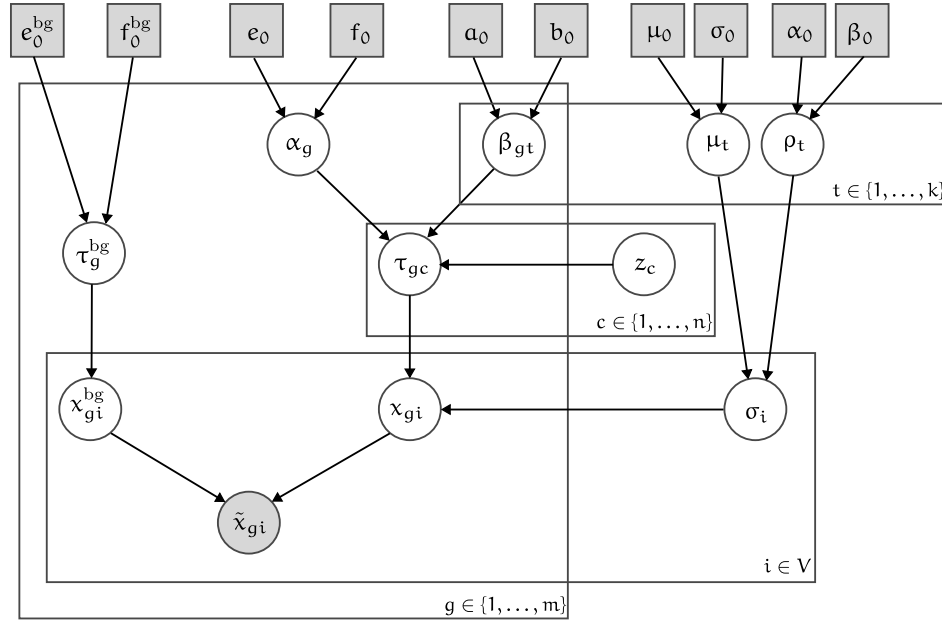 e₀ᵇᵍ f₀ᵇᵍ e₀ f₀ a₀ b₀ μ₀ σ₀ α₀ β₀
α_g β_gt μ_t ρ_t
t ∈ {1, . . . , k}
τ_g^bg τ_gc z_c
c ∈ {1, . . . , n}
x_gi^bg x_gi σ_i
x̃_gi
i ∈ V
g ∈ {1, . . . , m}